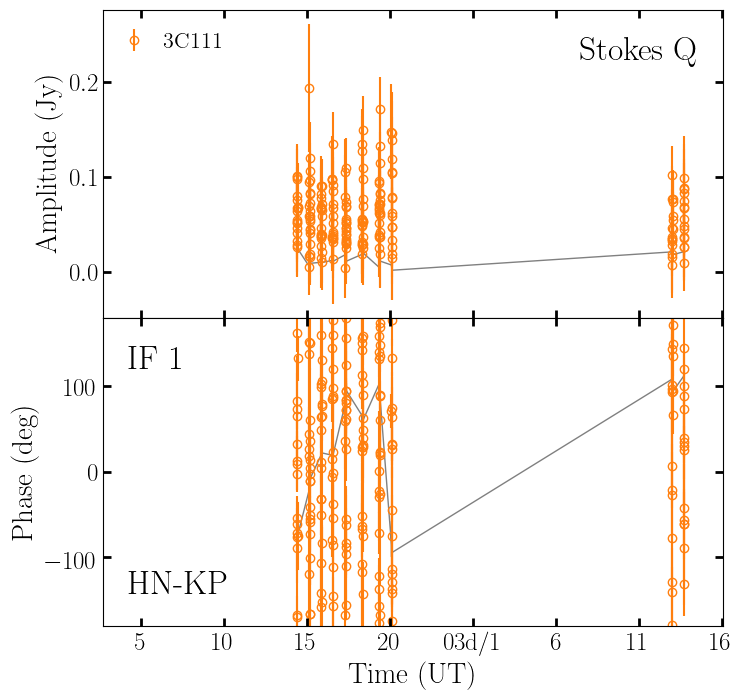 3C111
Stokes Q
0.2
0.1
0.0
Amplitude (Jy)
IF 1
100
0
−100
Phase (deg)
HN-KP
5 10 15 20 03d/1 6 11 16
Time (UT)